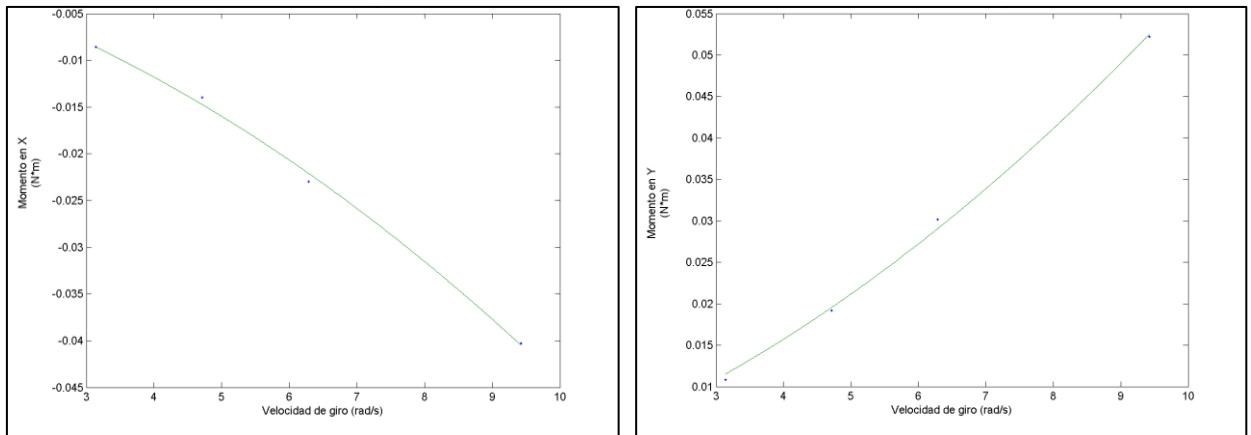 -0.005
-0.01
-0.015
-0.02
-0.025
-0.03
-0.035
-0.04
-0.045
Momento en X
(N*m)
3 4 5 6 7 8 9 10
Velocidad de giro (rad/s)
0.055
0.05
0.045
0.04
0.035
0.03
0.025
0.02
0.015
0.01
Momento en Y
(N*m)
3 4 5 6 7 8 9 10
Velocidad de giro (rad/s)